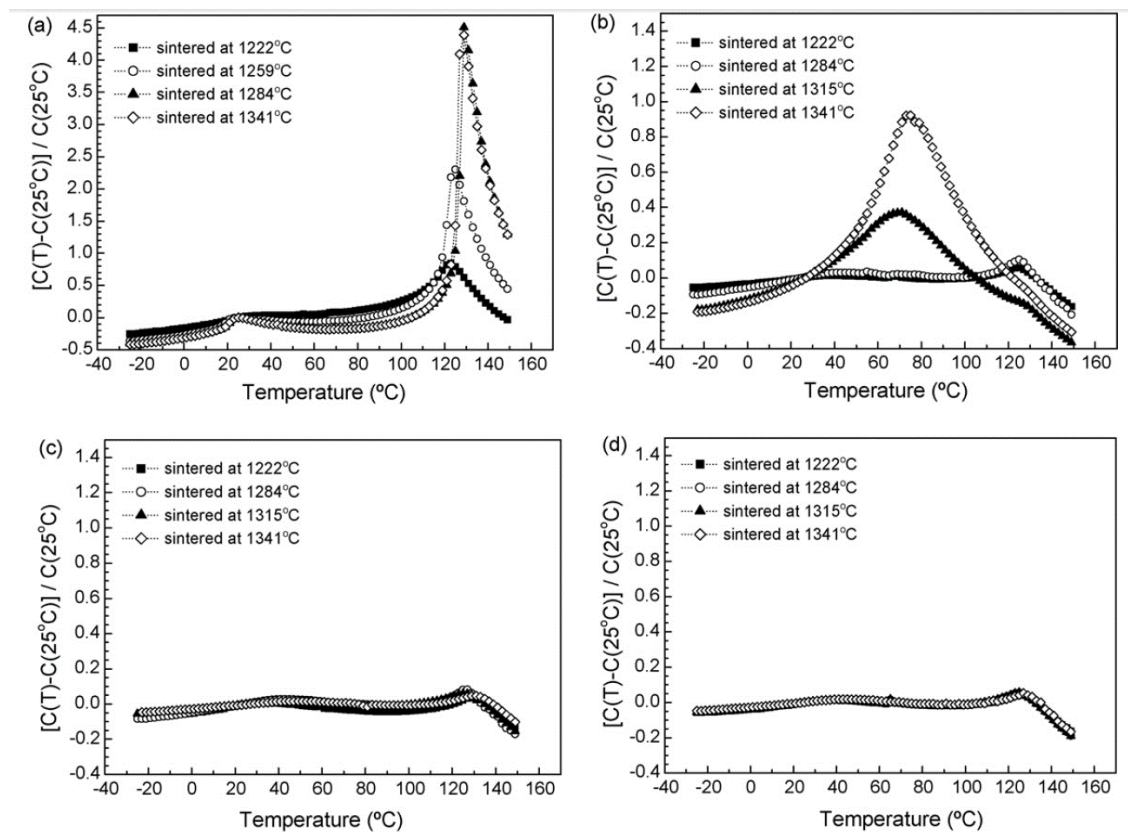 (a)
sintered at 1222°C
sintered at 1259°C
sintered at 1284°C
sintered at 1341°C
[C(T)-C(25°C)] / C(25°C)
4.5
4.0
3.5
3.0
2.5
2.0
1.5
1.0
0.5
0.0
-0.5
-40 -20 0 20 40 60 80 100 120 140 160
Temperature (ºC)
(b)
sintered at 1222°C
sintered at 1284°C
sintered at 1315°C
sintered at 1341°C
[C(T)-C(25°C)] / C(25°C)
1.4
1.2
1.0
0.8
0.6
0.4
0.2
0.0
-0.2
-0.4
-40 -20 0 20 40 60 80 100 120 140 160
Temperature (ºC)
(c)
sintered at 1222°C
sintered at 1284°C
sintered at 1315°C
sintered at 1341°C
[C(T)-C(25°C)] / C(25°C)
1.4
1.2
1.0
0.8
0.6
0.4
0.2
0.0
-0.2
-0.4
-40 -20 0 20 40 60 80 100 120 140 160
Temperature (ºC)
(d)
sintered at 1222°C
sintered at 1284°C
sintered at 1315°C
sintered at 1341°C
[C(T)-C(25°C)] / C(25°C)
1.4
1.2
1.0
0.8
0.6
0.4
0.2
0.0
-0.2
-0.4
-40 -20 0 20 40 60 80 100 120 140 160
Temperature (ºC)